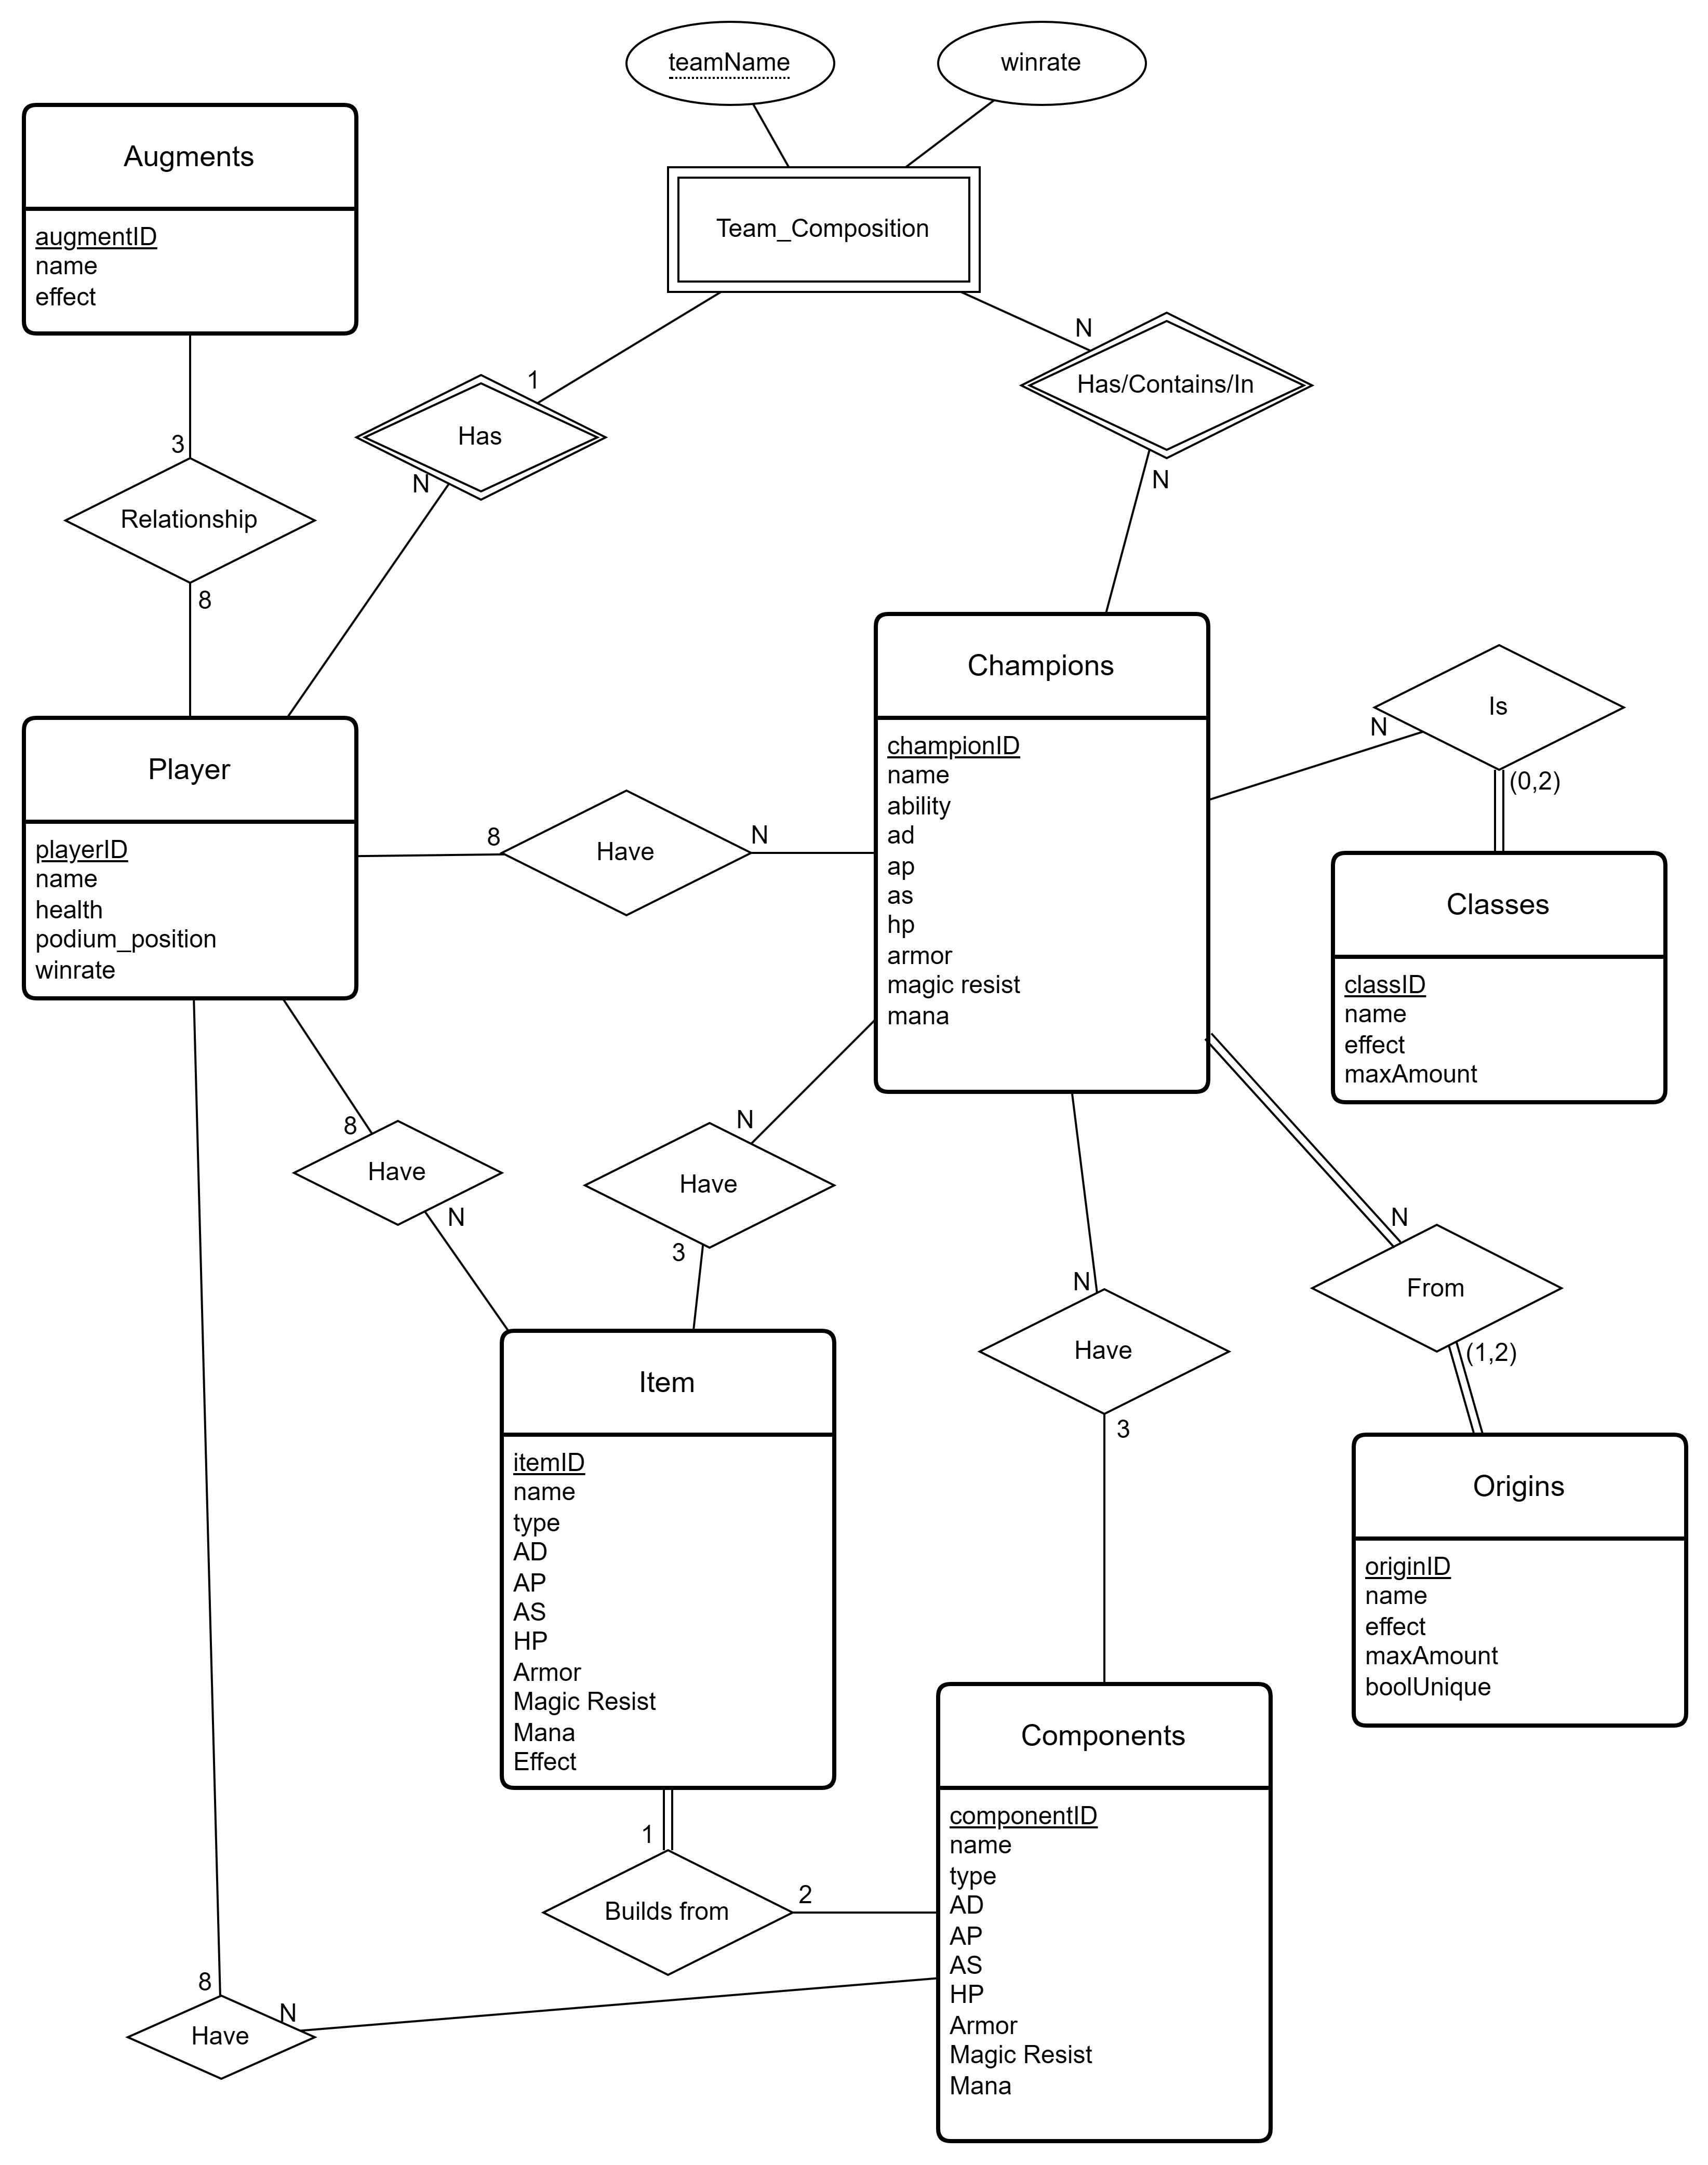 teamName
winrate
Augments
augmentID
name
effect
Team_Composition
N
Has/Contains/In
N
1
Has
N
3
Relationship
8
Champions
championID
name
ability
ad
ap
as
hp
armor
magic resist
mana
Is
N
(0,2)
Player
playerID
name
health
podium_position
winrate
8
Have
N
Classes
classID
name
effect
maxAmount
8
Have
N
N
Have
3
N
Have
3
N
From
(1,2)
Item
itemID
name
type
AD
AP
AS
HP
Armor
Magic Resist
Mana
Effect
Origins
originID
name
effect
maxAmount
boolUnique
Components
componentID
name
type
AD
AP
AS
HP
Armor
Magic Resist
Mana
1
Builds from
2
8
N
Have